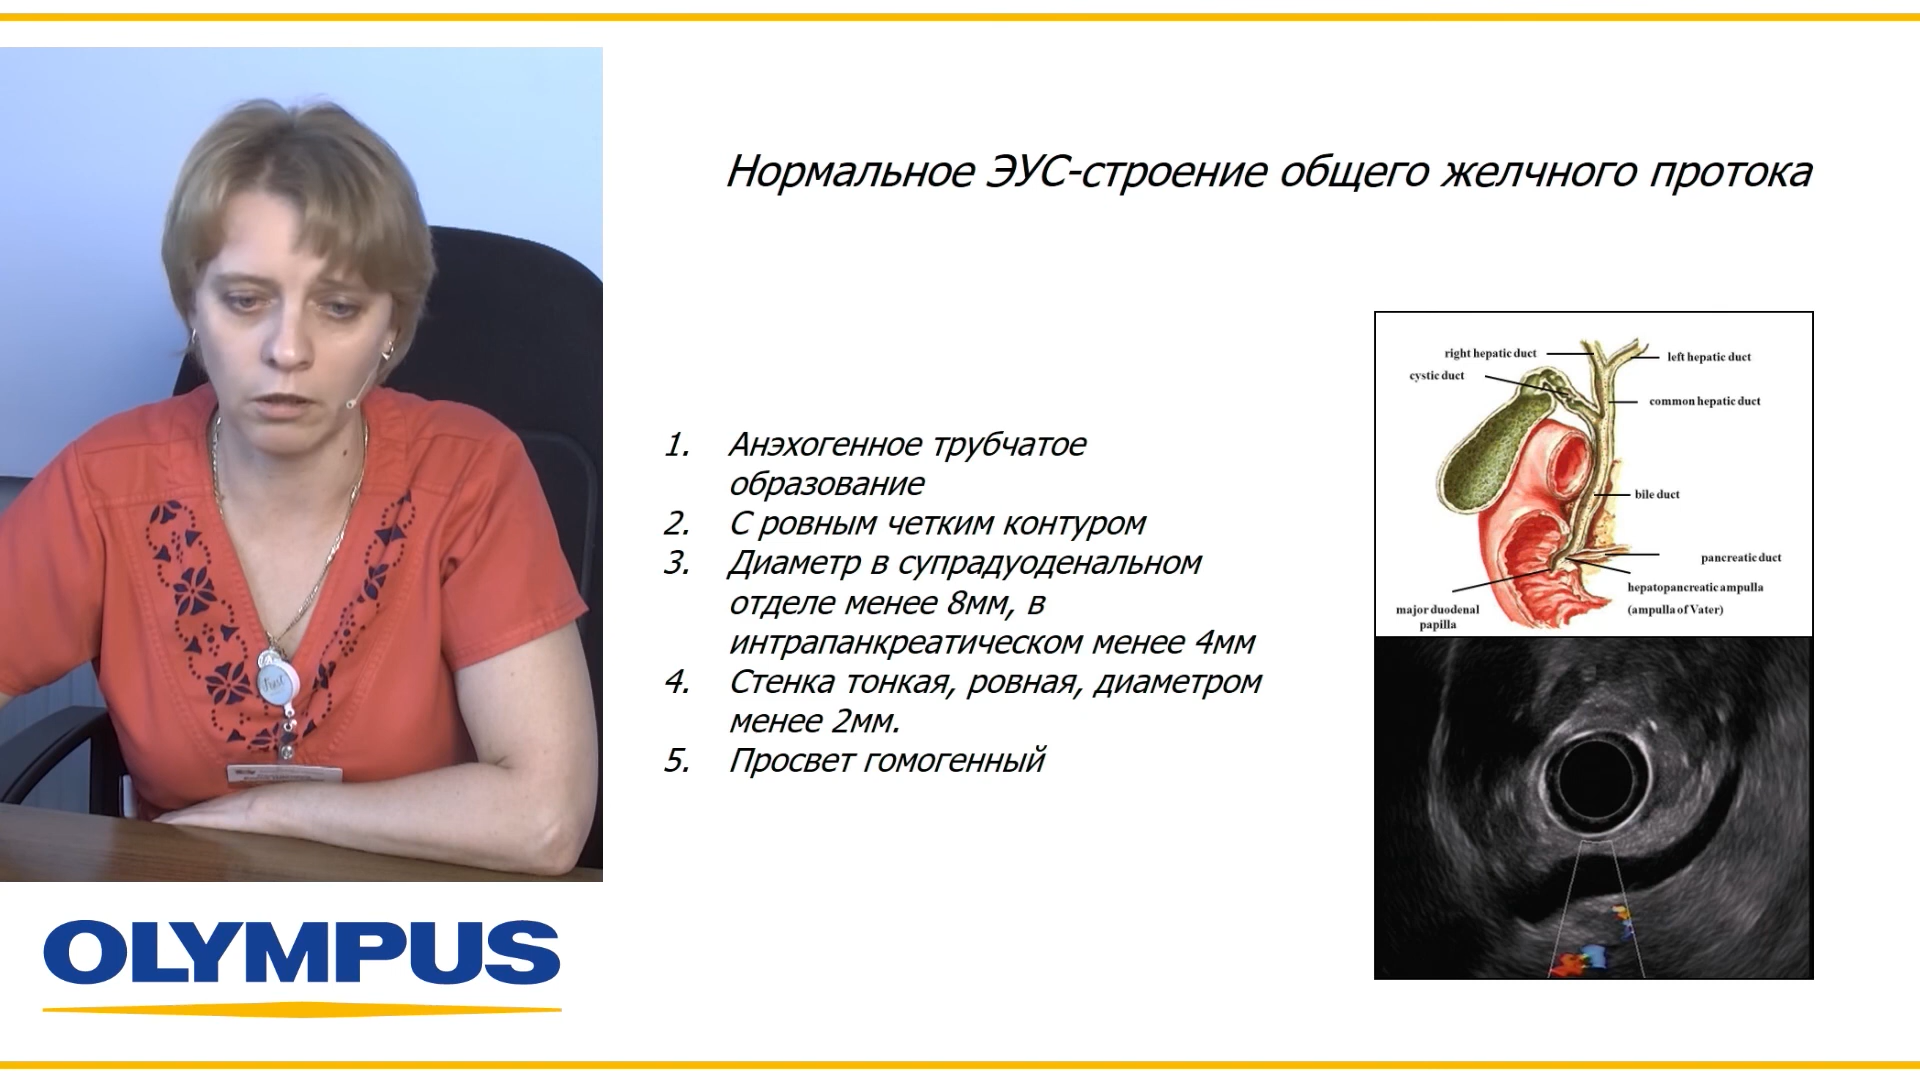 Нормальное ЭУС-строение общего желчного протока
1. Анэхогенное трубчатое
образование
2. С ровным четким контуром
3. Диаметр в супрадуоденальном
отделе менее 8мм, в
интрапанкреатическом менее 4мм
4. Стенка тонкая, ровная, диаметром
менее 2мм.
5. Просвет гомогенный
right hepatic duct
left hepatic duct
cystic duct
common hepatic duct
bile duct
pancreatic duct
hepatopancreatic ampulla
(ampulla of Vater)
major duodenal
papilla
OLYMPUS